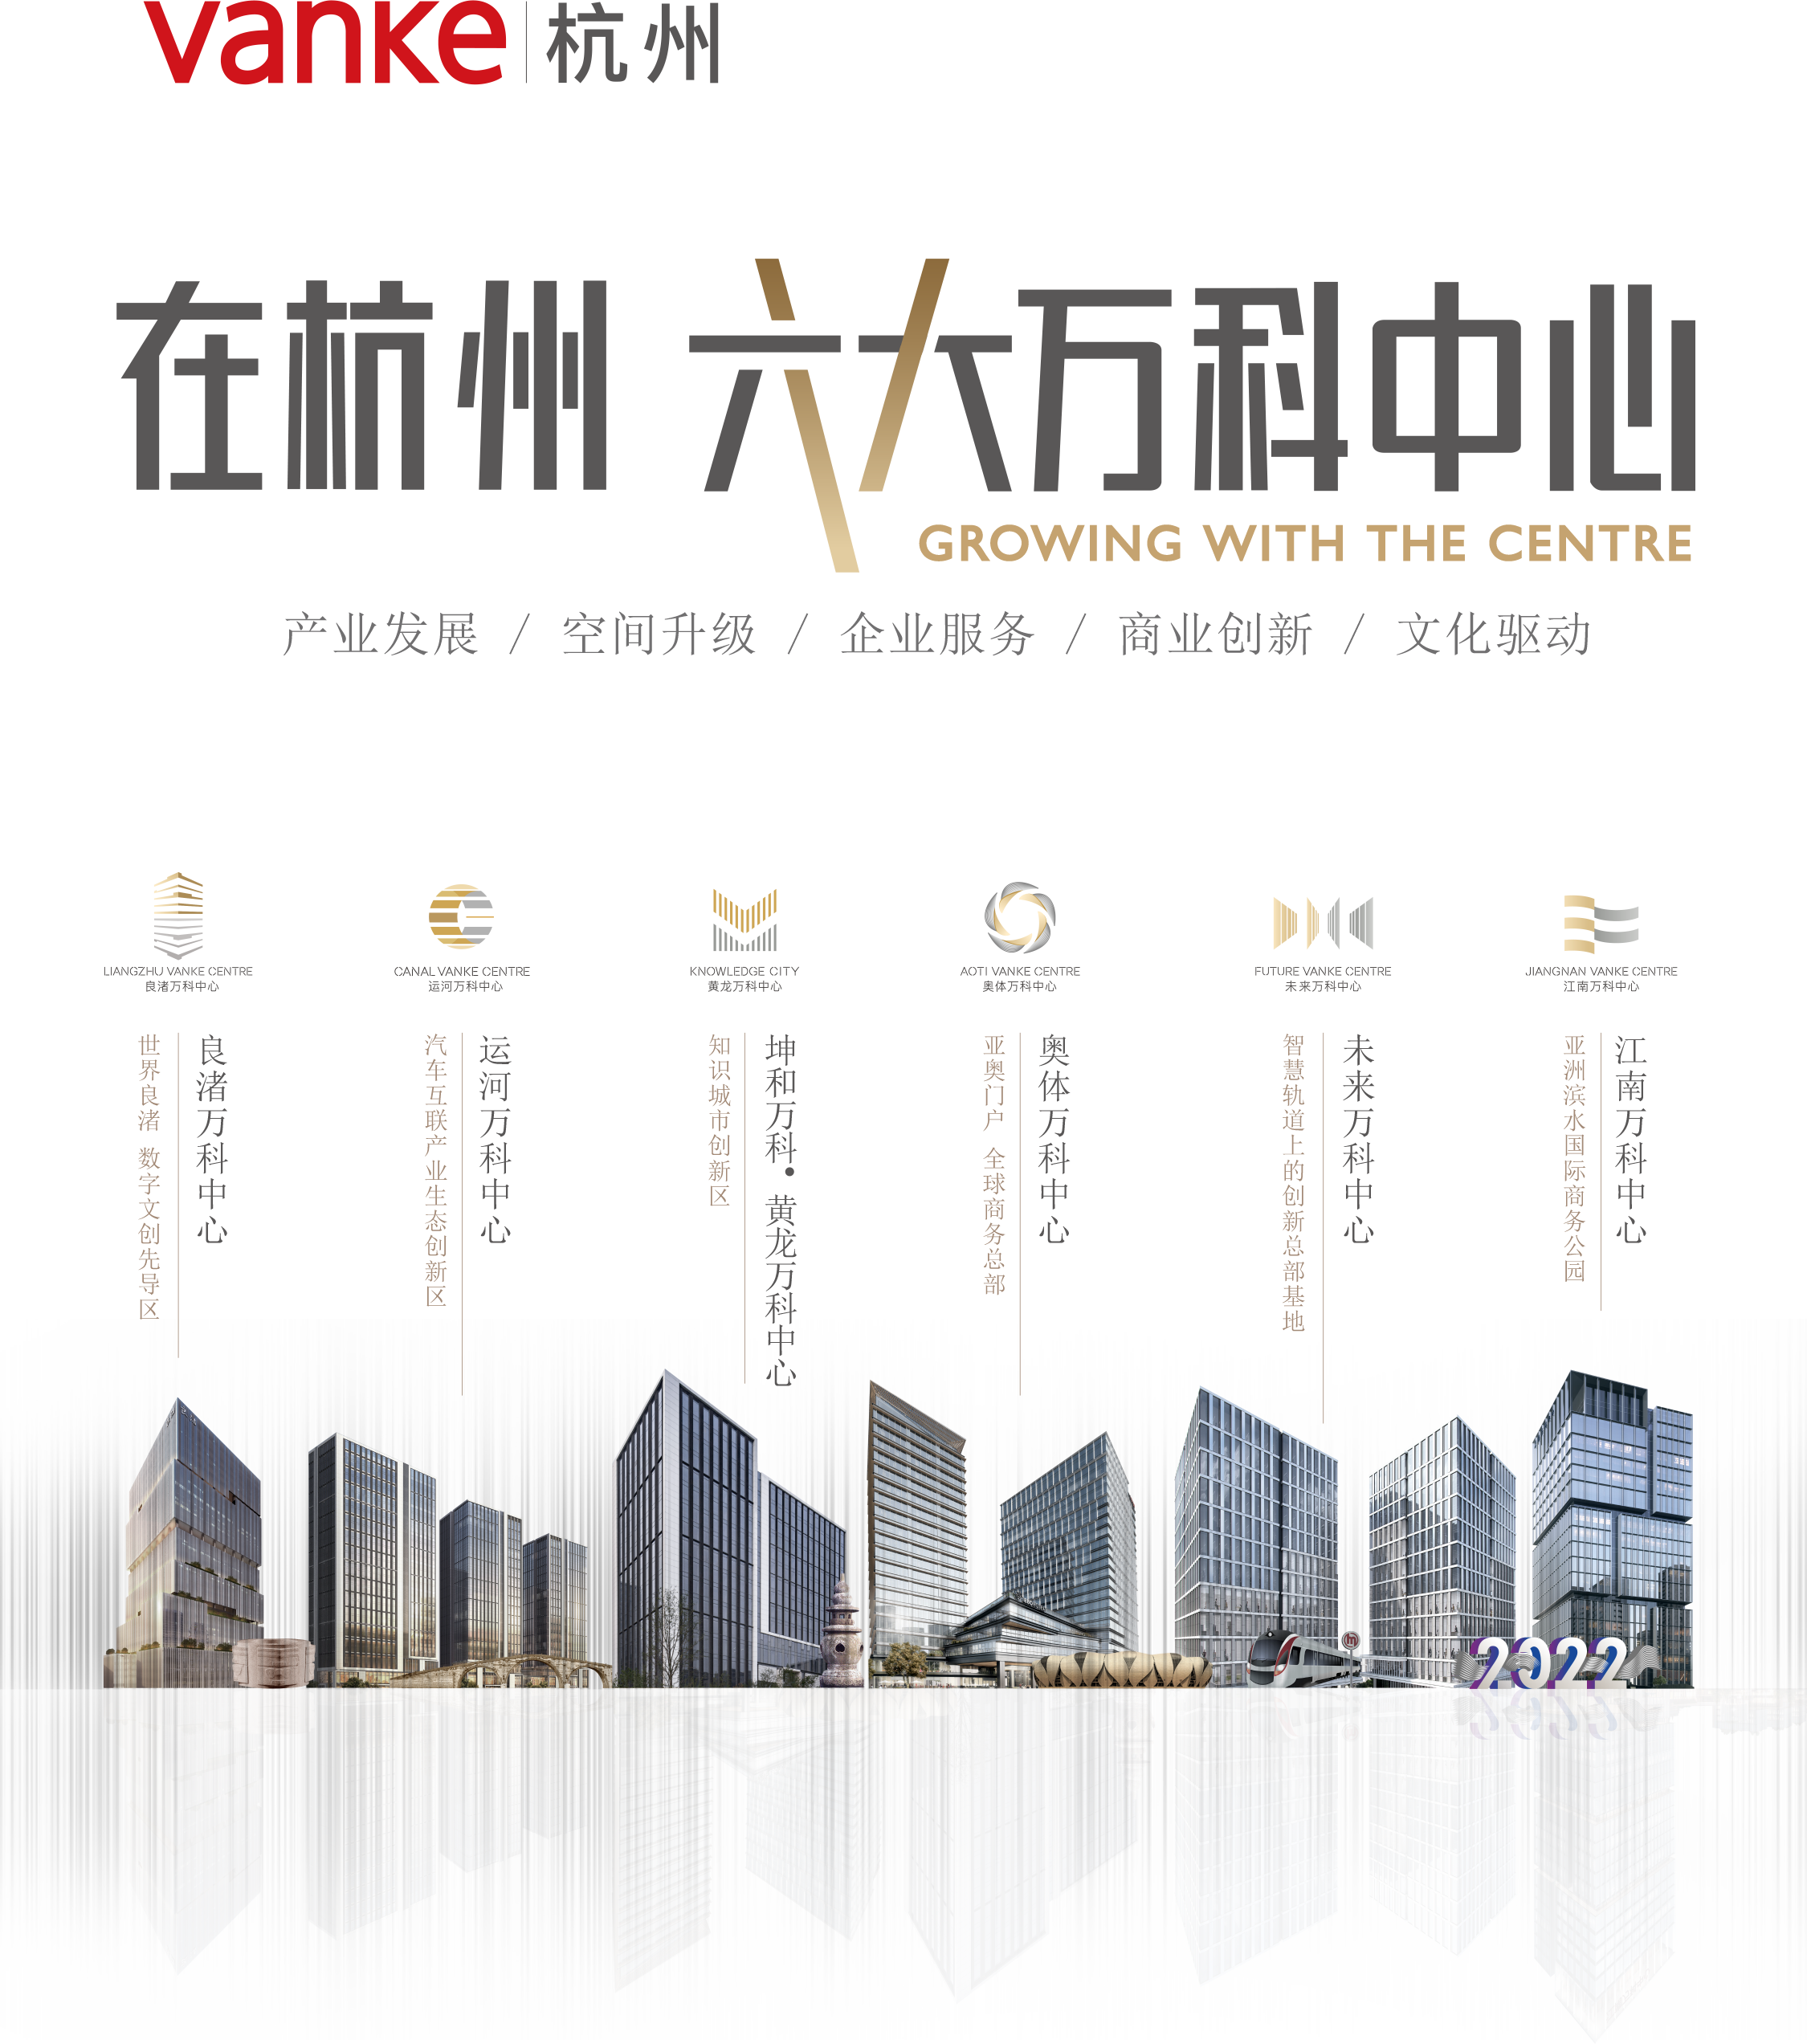 vanke 杭州
在杭州 六大万科中心
GROWING WITH THE CENTRE
产业发展 / 空间升级 / 企业服务 / 商业创新 / 文化驱动
LIANGZHU VANKE CENTRE
良渚万科中心
CANAL VANKE CENTRE
运河万科中心
KNOWLEDGE CITY
黄龙万科中心
AOTI VANKE CENTRE
奥体万科中心
FUTURE VANKE CENTRE
未来万科中心
JIANGNAN VANKE CENTRE
江南万科中心
良渚万科中心
世界良渚 数字文创先导区
运河万科中心
汽车互联产业生态创新区
坤和万科·黄龙万科中心
知识城市创新区
奥体万科中心
亚奥门户 全球商务总部
未来万科中心
智慧轨道上的创新总部基地
江南万科中心
亚洲滨水国际商务公园
2022